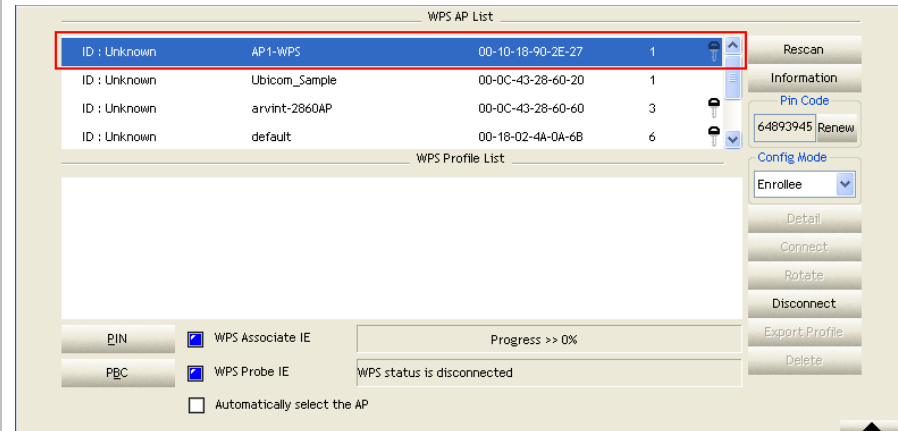 WPS AP List
ID : Unknown AP1-WPS 00-10-18-90-2E-27 1
ID : Unknown Ubicom_Sample 00-0C-43-28-60-20 1
ID : Unknown arvint-2860AP 00-0C-43-28-60-60 3
ID : Unknown default 00-18-02-4A-0A-6B 6
Rescan
Information
Pin Code
64893945 Renew
WPS Profile List
Config Mode
Enrollee
Detail
Connect
Rotate
Disconnect
Export Profile
Delete
PIN WPS Associate IE Progress >> 0%
PBC WPS Probe IE WPS status is disconnected
Automatically select the AP